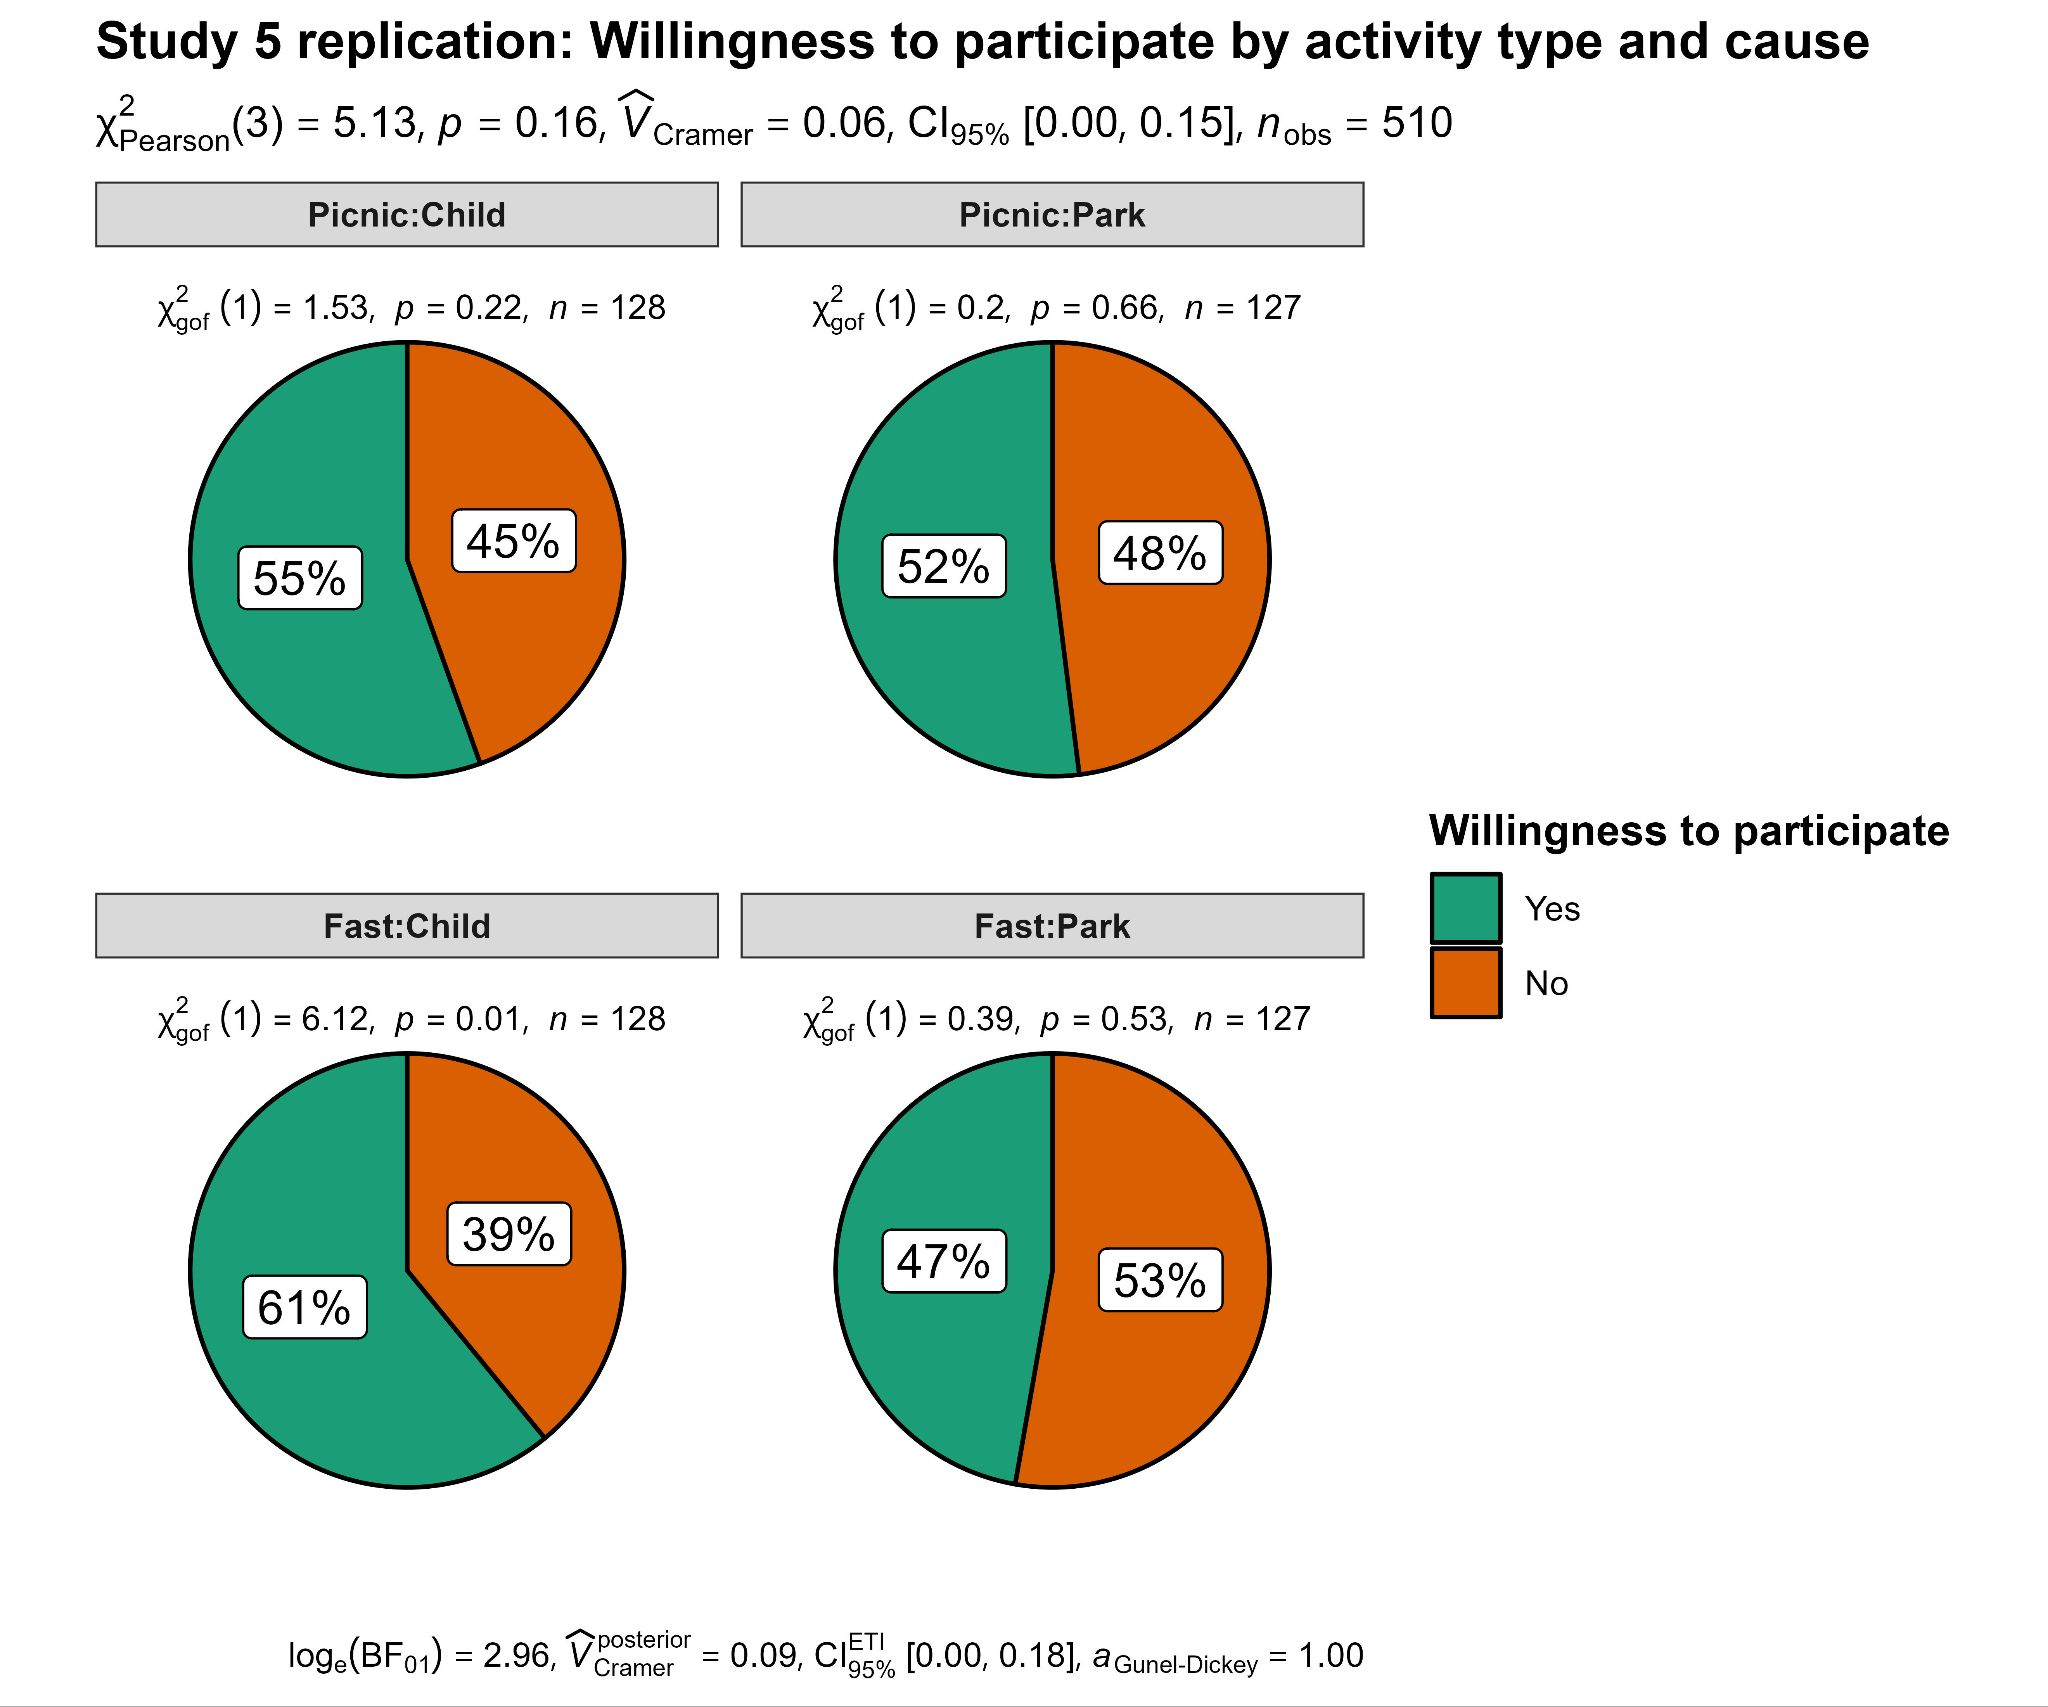 Study 5 replication: Willingness to participate by activity type and cause
χ²Pearson(3) = 5.13, p = 0.16, V̂Cramer = 0.06, CI95% [0.00, 0.15], nobs = 510
Picnic:Child
Picnic:Park
χ²gof (1) = 1.53, p = 0.22, n = 128
χ²gof (1) = 0.2, p = 0.66, n = 127
55%
45%
52%
48%
Willingness to participate
Yes
No
Fast:Child
Fast:Park
χ²gof (1) = 6.12, p = 0.01, n = 128
χ²gof (1) = 0.39, p = 0.53, n = 127
61%
39%
47%
53%
loge(BF01) = 2.96, V̂posterior Cramer = 0.09, CI ETI 95% [0.00, 0.18], aGunel-Dickey = 1.00